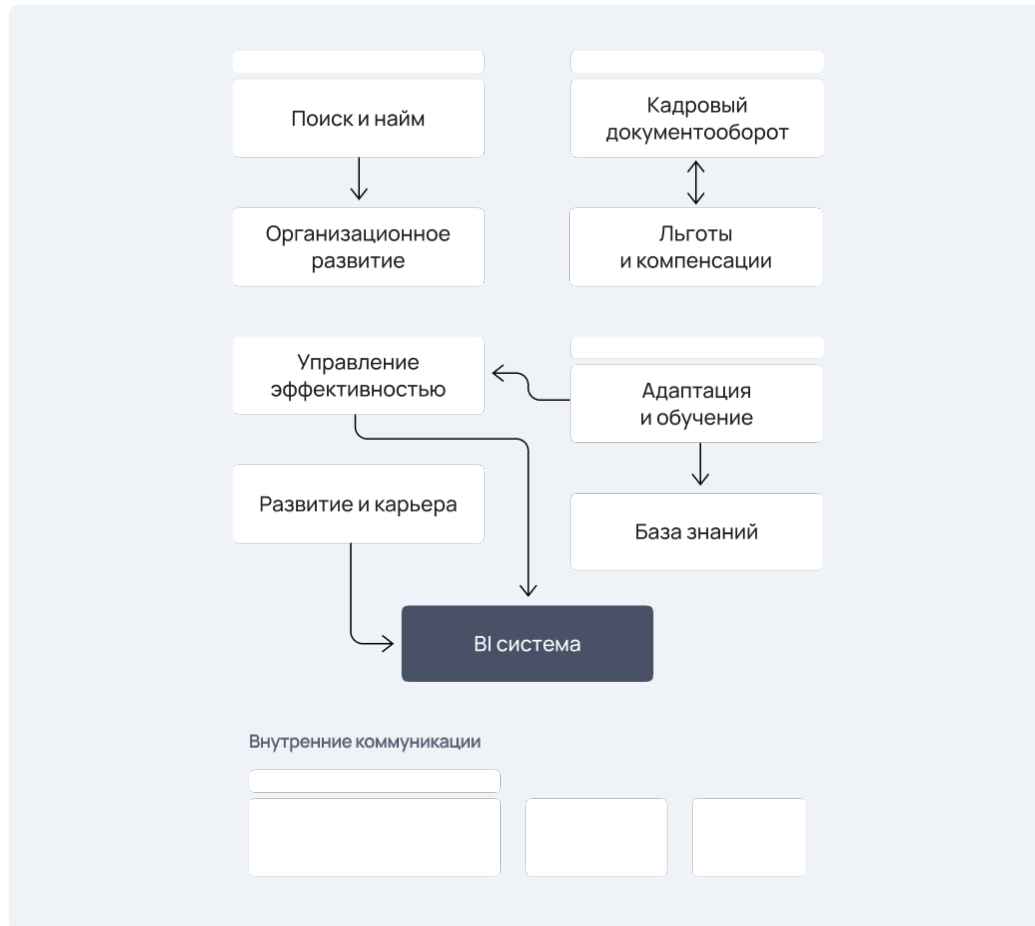 Поиск и найм
Кадровый
документооборот
Организационное
развитие
Льготы
и компенсации
Управление
эффективностью
Адаптация
и обучение
Развитие и карьера
База знаний
BI система
Внутренние коммуникации